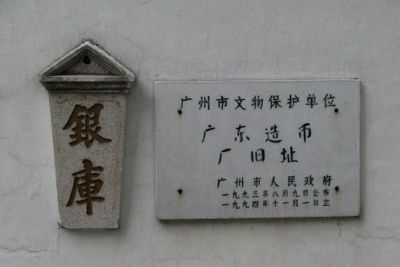 銀庫
广州市文物保护单位
广东造币
厂旧址
广州市人民政府
一九九三年八月九日公布
一九九四年十一月一日立